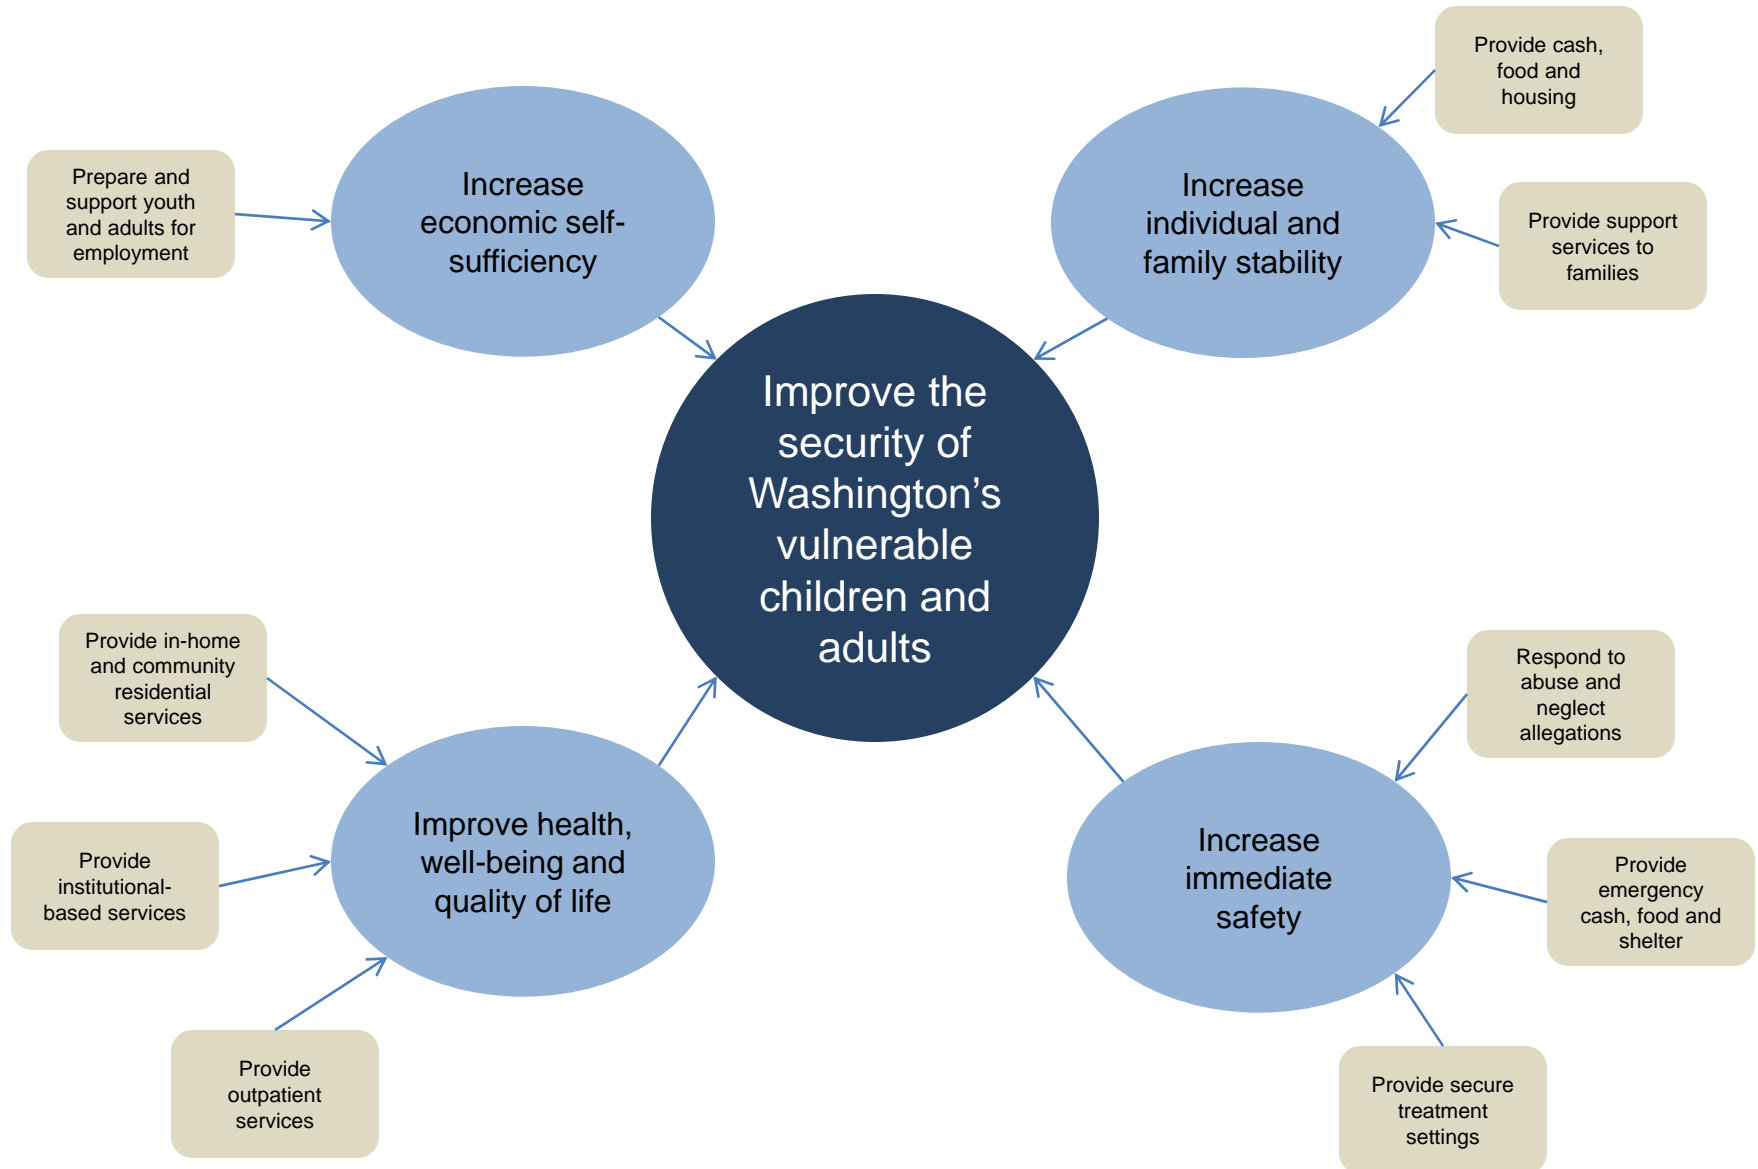 Provide cash,
food and
housing
Increase
economic self-
sufficiency
Increase
individual and
family stability
Prepare and
support youth
and adults for
employment
Provide support
services to
families
Improve the
security of
Washington’s
vulnerable
children and
adults
Provide in-home
and community
residential
services
Respond to
abuse and
neglect
allegations
Improve health,
well-being and
quality of life
Increase
immediate
safety
Provide
institutional-
based services
Provide
emergency
cash, food and
shelter
Provide
outpatient
services
Provide secure
treatment
settings